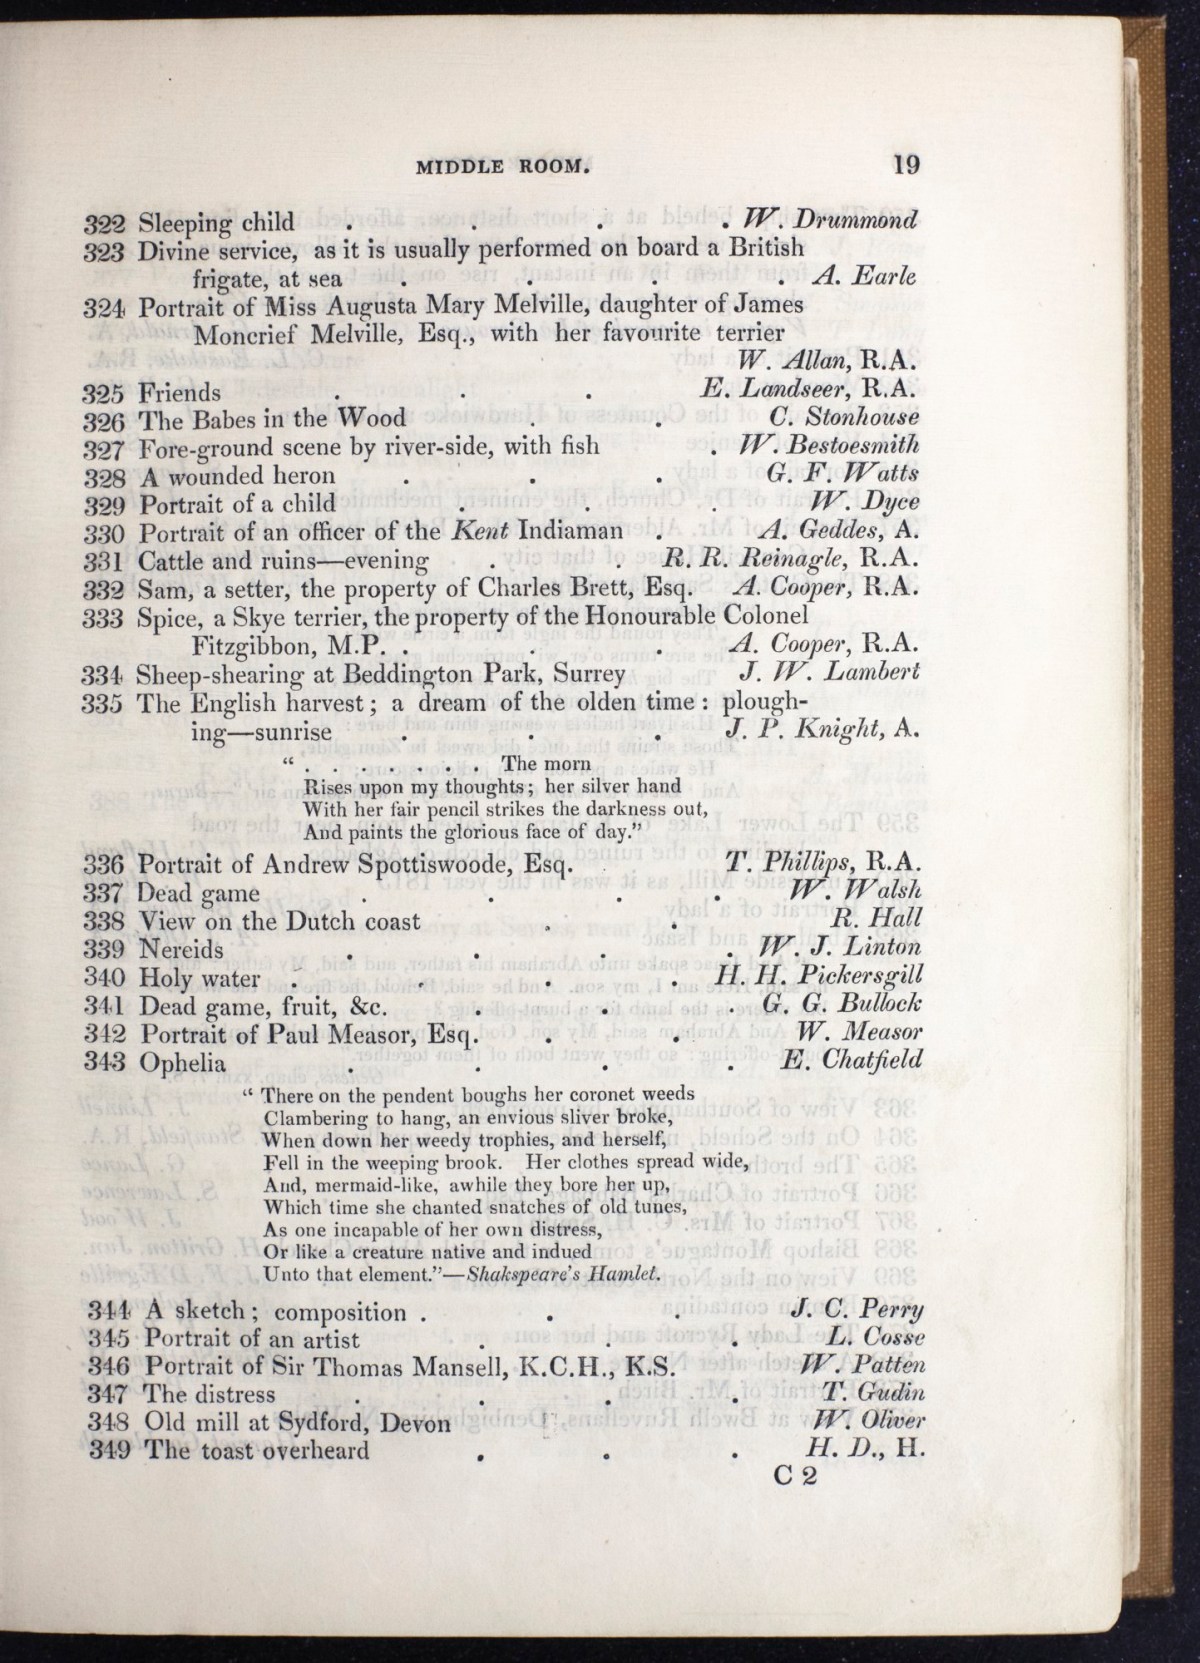 MIDDLE ROOM. 19
322 Sleeping child . . . . W. Drummond
323 Divine service, as it is usually performed on board a British
frigate, at sea . . . . A. Earle
324 Portrait of Miss Augusta Mary Melville, daughter of James
Moncrief Melville, Esq., with her favourite terrier
W. Allan, R.A.
325 Friends . . . E. Landseer, R.A.
326 The Babes in the Wood . . C. Stonhouse
327 Fore-ground scene by river-side, with fish . W. Bestoesmith
328 A wounded heron . . . G. F. Watts
329 Portrait of a child . . . W. Dyce
330 Portrait of an officer of the Kent Indiaman . A. Geddes, A.
331 Cattle and ruins—evening . . R. R. Reinagle, R.A.
332 Sam, a setter, the property of Charles Brett, Esq. A. Cooper, R.A.
333 Spice, a Skye terrier, the property of the Honourable Colonel
Fitzgibbon, M.P. . . . A. Cooper, R.A.
334 Sheep-shearing at Beddington Park, Surrey J. W. Lambert
335 The English harvest; a dream of the olden time: plough-
ing—sunrise . . . J. P. Knight, A.
“ . . . . . . . The morn
Rises upon my thoughts; her silver hand
With her fair pencil strikes the darkness out,
And paints the glorious face of day.”
336 Portrait of Andrew Spottiswoode, Esq. . T. Phillips, R.A.
337 Dead game . . . . W. Walsh
338 View on the Dutch coast . . R. Hall
339 Nereids . . . . W. J. Linton
340 Holy water . . . . H. H. Pickersgill
341 Dead game, fruit, &c. . . . G. G. Bullock
342 Portrait of Paul Measor, Esq. . . W. Measor
343 Ophelia . . . . E. Chatfield
“ There on the pendent boughs her coronet weeds
Clambering to hang, an envious sliver broke,
When down her weedy trophies, and herself,
Fell in the weeping brook. Her clothes spread wide,
And, mermaid-like, awhile they bore her up,
Which time she chanted snatches of old tunes,
As one incapable of her own distress,
Or like a creature native and indued
Unto that element.”—Shakspeare's Hamlet.
344 A sketch; composition . . . J. C. Perry
345 Portrait of an artist . . . L. Cosse
346 Portrait of Sir Thomas Mansell, K.C.H., K.S. W. Patten
347 The distress . . . . T. Gudin
348 Old mill at Sydford, Devon W. Oliver
349 The toast overheard . . . H. D., H.
C 2